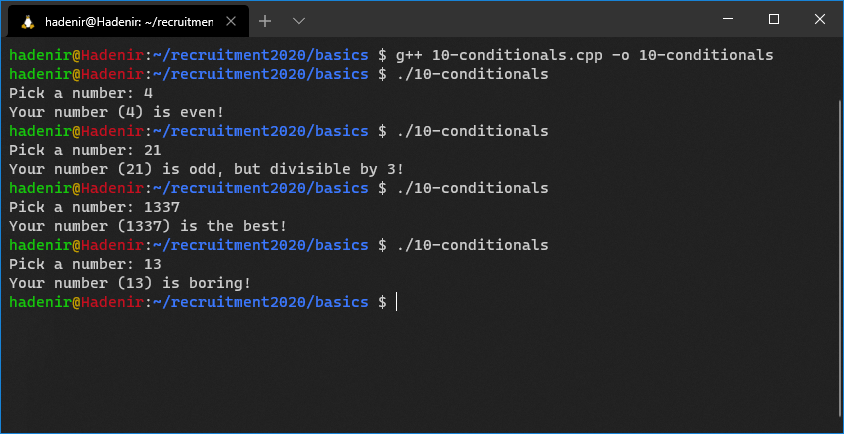 hadenir@Hadenir: ~/recruitmen
hadenir@Hadenir:~/recruitment2020/basics $ g++ 10-conditionals.cpp -o 10-conditionals
hadenir@Hadenir:~/recruitment2020/basics $ ./10-conditionals
Pick a number: 4
Your number (4) is even!
hadenir@Hadenir:~/recruitment2020/basics $ ./10-conditionals
Pick a number: 21
Your number (21) is odd, but divisible by 3!
hadenir@Hadenir:~/recruitment2020/basics $ ./10-conditionals
Pick a number: 1337
Your number (1337) is the best!
hadenir@Hadenir:~/recruitment2020/basics $ ./10-conditionals
Pick a number: 13
Your number (13) is boring!
hadenir@Hadenir:~/recruitment2020/basics $